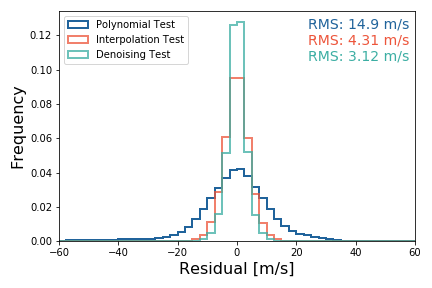 Polynomial Test
Interpolation Test
Denoising Test
RMS: 14.9 m/s
RMS: 4.31 m/s
RMS: 3.12 m/s
Frequency
0.12
0.10
0.08
0.06
0.04
0.02
0.00
−60 −40 −20 0 20 40 60
Residual [m/s]